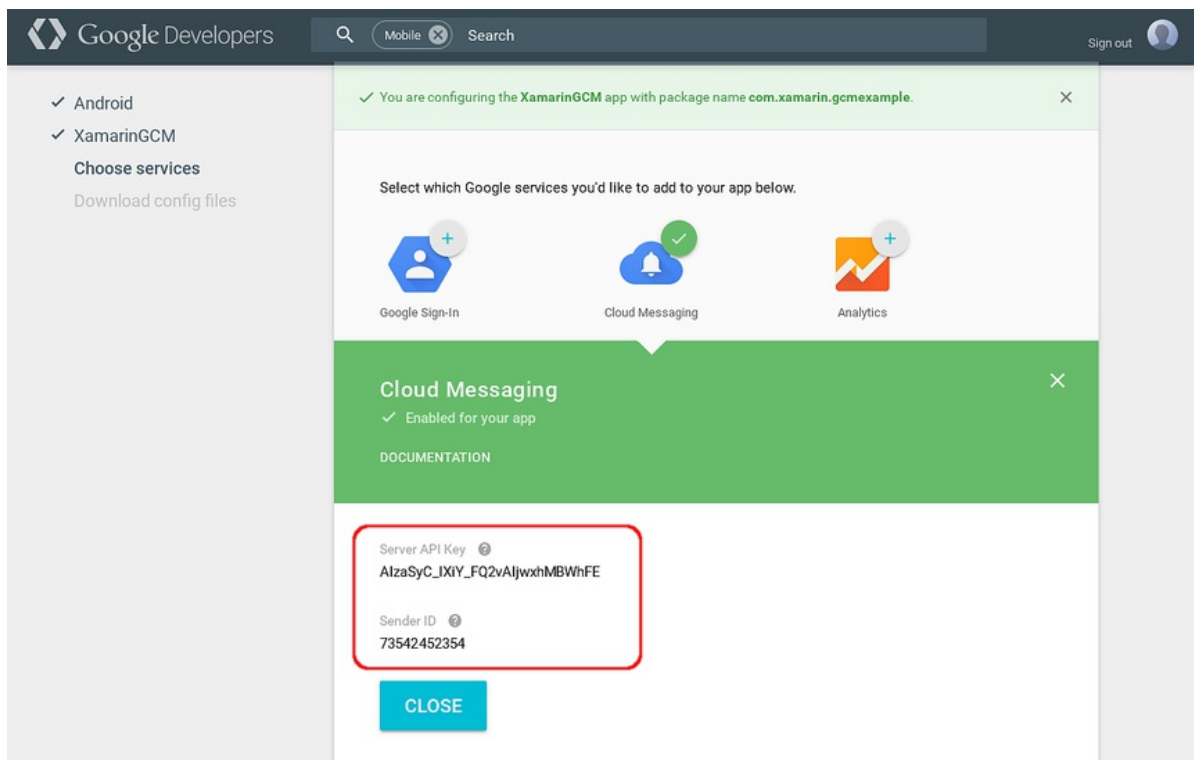 Google Developers
Mobile Search
Sign out
Android
XamarinGCM
Choose services
Download config files
You are configuring the XamarinGCM app with package name com.xamarin.gcmexample.
Select which Google services you'd like to add to your app below.
Google Sign-In
Cloud Messaging
Analytics
Cloud Messaging
Enabled for your app
DOCUMENTATION
Server API Key
AIzaSyC_IXiY_FQ2vAIjwxhMBWhFE
Sender ID
73542452354
CLOSE